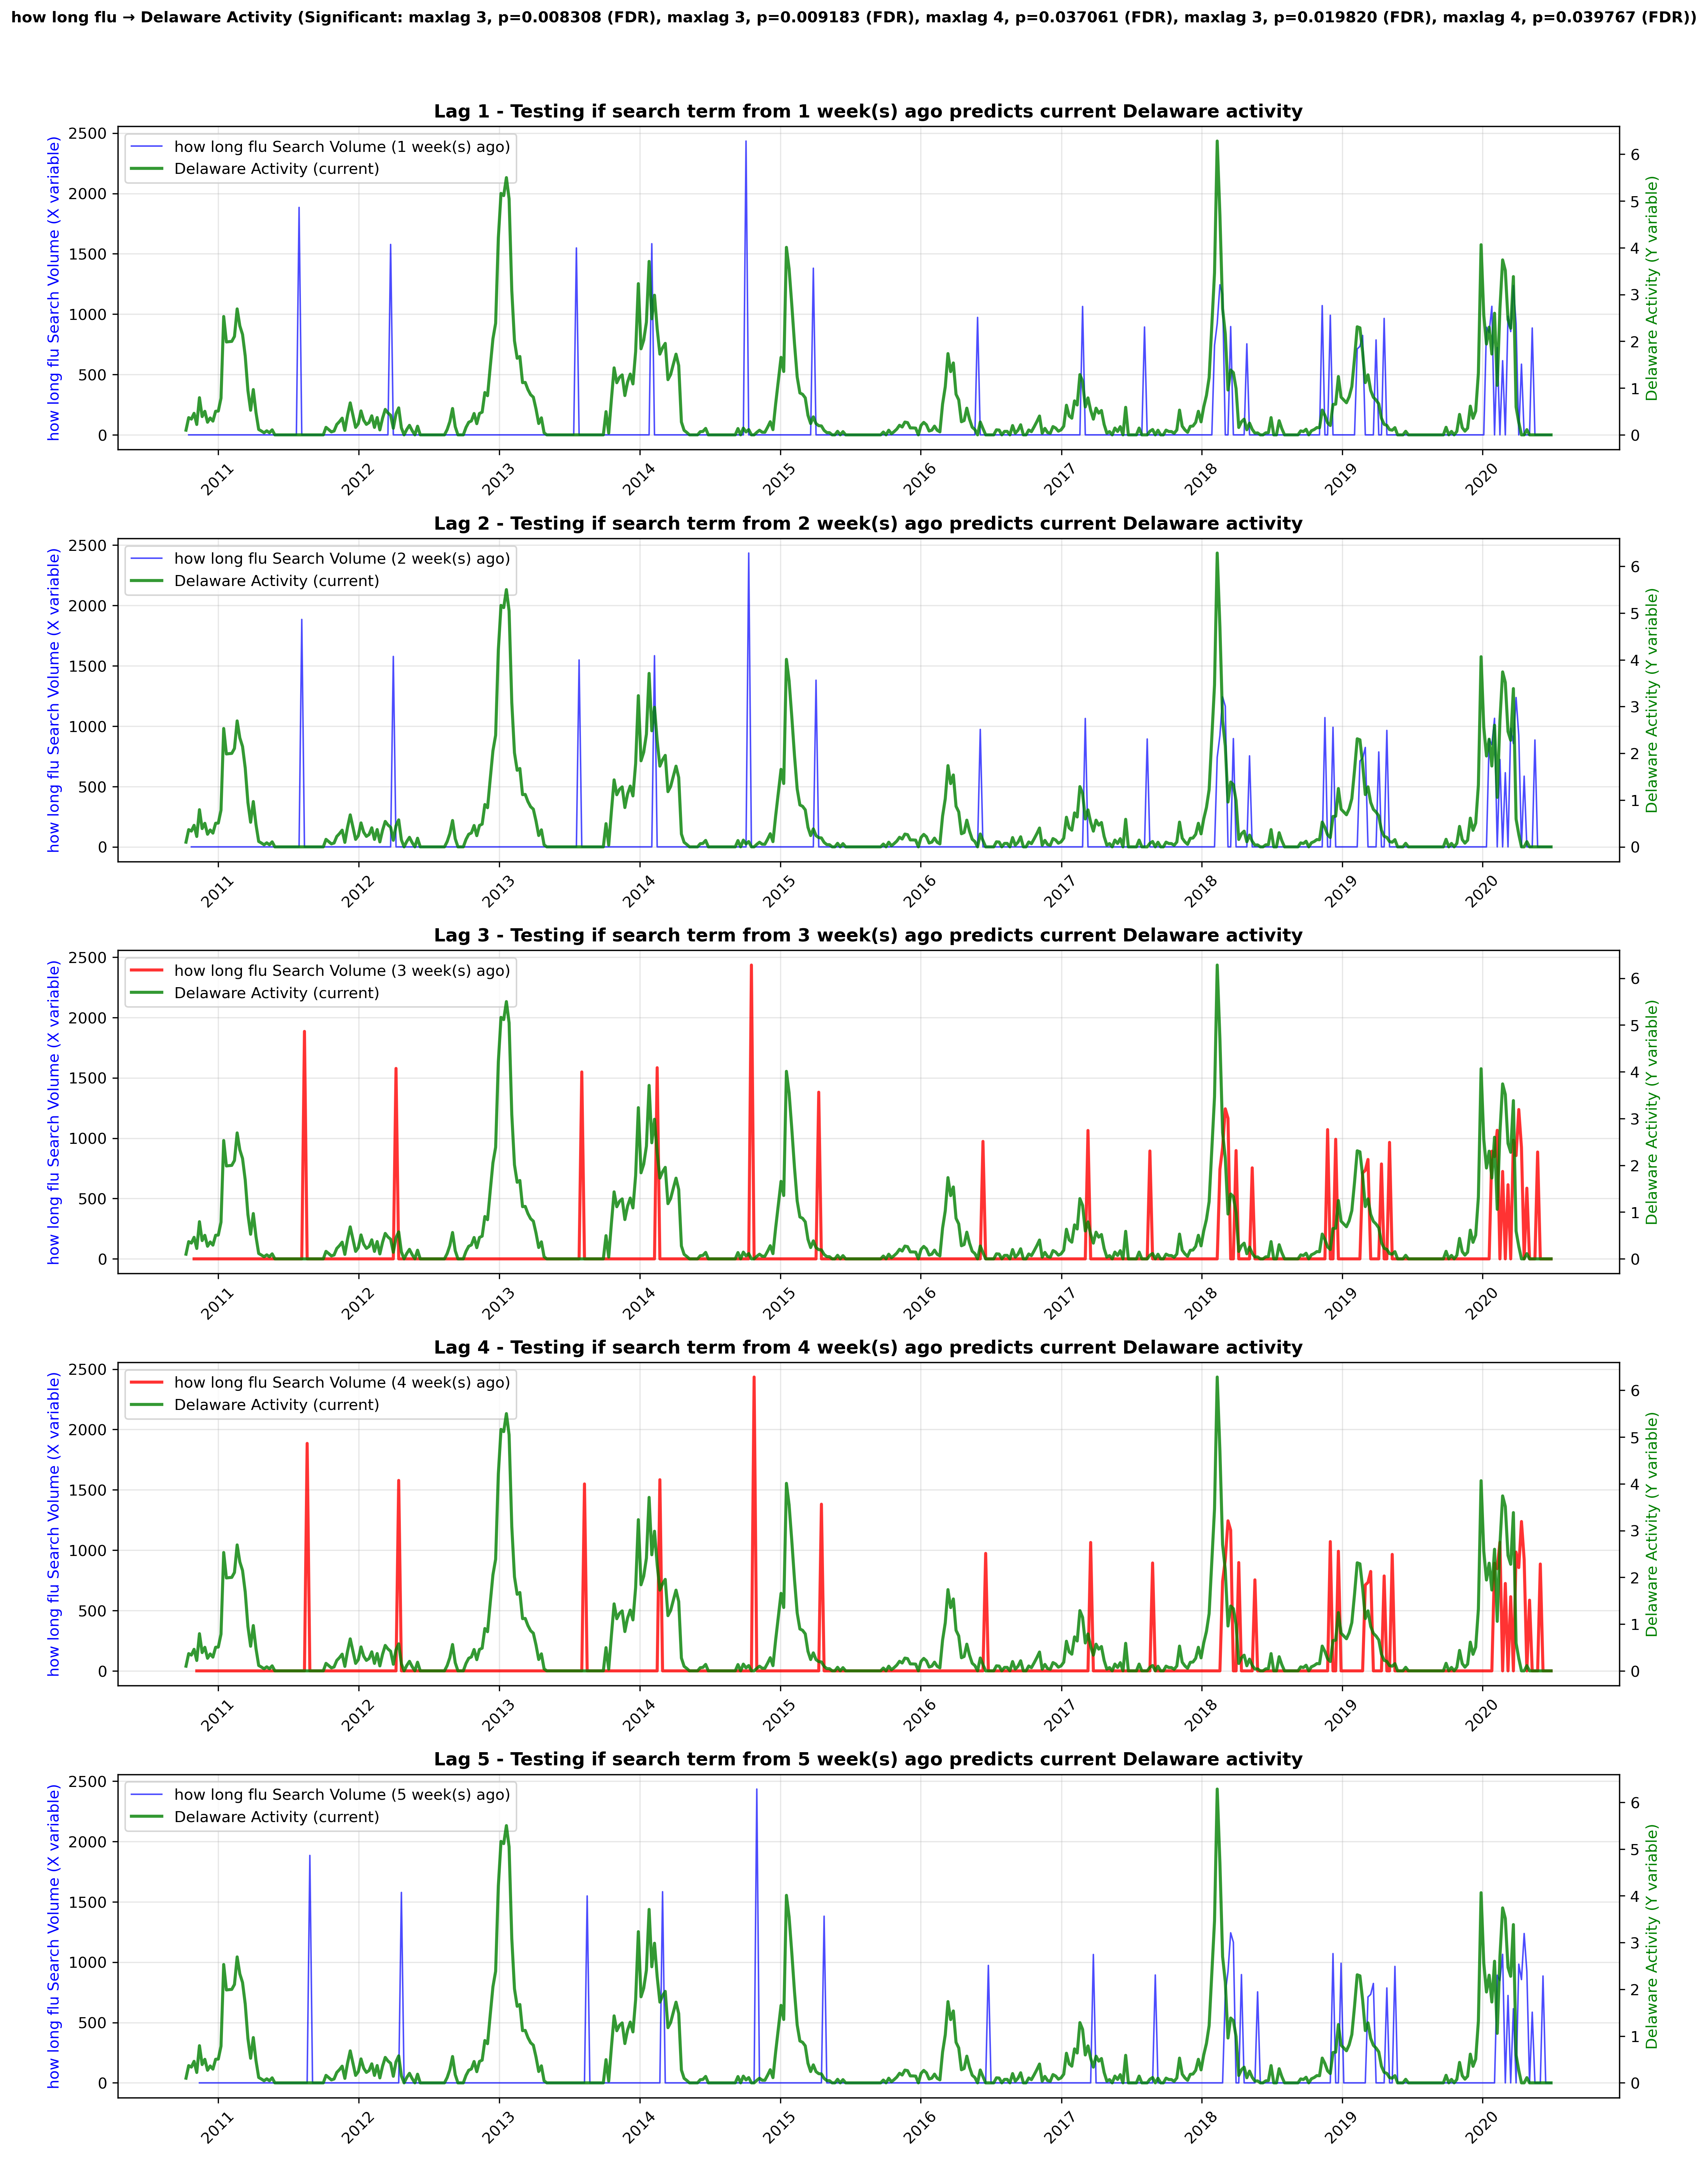 how long flu → Delaware Activity (Significant: maxlag 3, p=0.008308 (FDR), maxlag 3, p=0.009183 (FDR), maxlag 4, p=0.037061 (FDR), maxlag 3, p=0.019820 (FDR), maxlag 4, p=0.039767 (FDR))
Lag 1 - Testing if search term from 1 week(s) ago predicts current Delaware activity
how long flu Search Volume (1 week(s) ago)
Delaware Activity (current)
how long flu Search Volume (X variable)
2500
2000
1500
1000
500
0
Delaware Activity (Y variable)
6
5
4
3
2
1
0
2011 2012 2013 2014 2015 2016 2017 2018 2019 2020
Lag 2 - Testing if search term from 2 week(s) ago predicts current Delaware activity
how long flu Search Volume (2 week(s) ago)
Delaware Activity (current)
how long flu Search Volume (X variable)
2500
2000
1500
1000
500
0
Delaware Activity (Y variable)
6
5
4
3
2
1
0
2011 2012 2013 2014 2015 2016 2017 2018 2019 2020
Lag 3 - Testing if search term from 3 week(s) ago predicts current Delaware activity
how long flu Search Volume (3 week(s) ago)
Delaware Activity (current)
how long flu Search Volume (X variable)
2500
2000
1500
1000
500
0
Delaware Activity (Y variable)
6
5
4
3
2
1
0
2011 2012 2013 2014 2015 2016 2017 2018 2019 2020
Lag 4 - Testing if search term from 4 week(s) ago predicts current Delaware activity
how long flu Search Volume (4 week(s) ago)
Delaware Activity (current)
how long flu Search Volume (X variable)
2500
2000
1500
1000
500
0
Delaware Activity (Y variable)
6
5
4
3
2
1
0
2011 2012 2013 2014 2015 2016 2017 2018 2019 2020
Lag 5 - Testing if search term from 5 week(s) ago predicts current Delaware activity
how long flu Search Volume (5 week(s) ago)
Delaware Activity (current)
how long flu Search Volume (X variable)
2500
2000
1500
1000
500
0
Delaware Activity (Y variable)
6
5
4
3
2
1
0
2011 2012 2013 2014 2015 2016 2017 2018 2019 2020